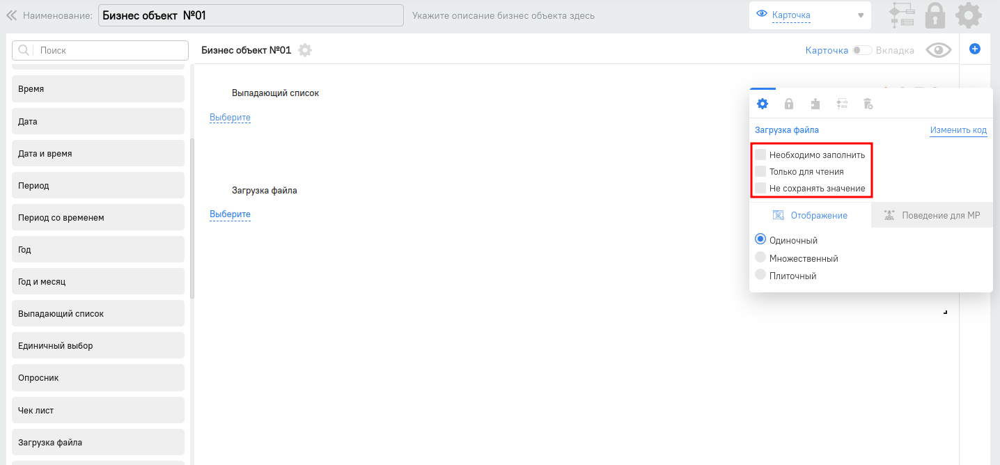 Наименование:
Бизнес объект №01
Укажите описание бизнес объекта здесь
Карточка
Поиск
Бизнес объект №01
Карточка
Вкладка
Время
Дата
Дата и время
Период
Период со временем
Год
Год и месяц
Выпадающий список
Единичный выбор
Опросник
Чек лист
Загрузка файла
Выпадающий список
Выберите
Загрузка файла
Выберите
Загрузка файла
Изменить код
Необходимо заполнить
Только для чтения
Не сохранять значение
Отображение
Поведение для МР
Одиночный
Множественный
Плиточный